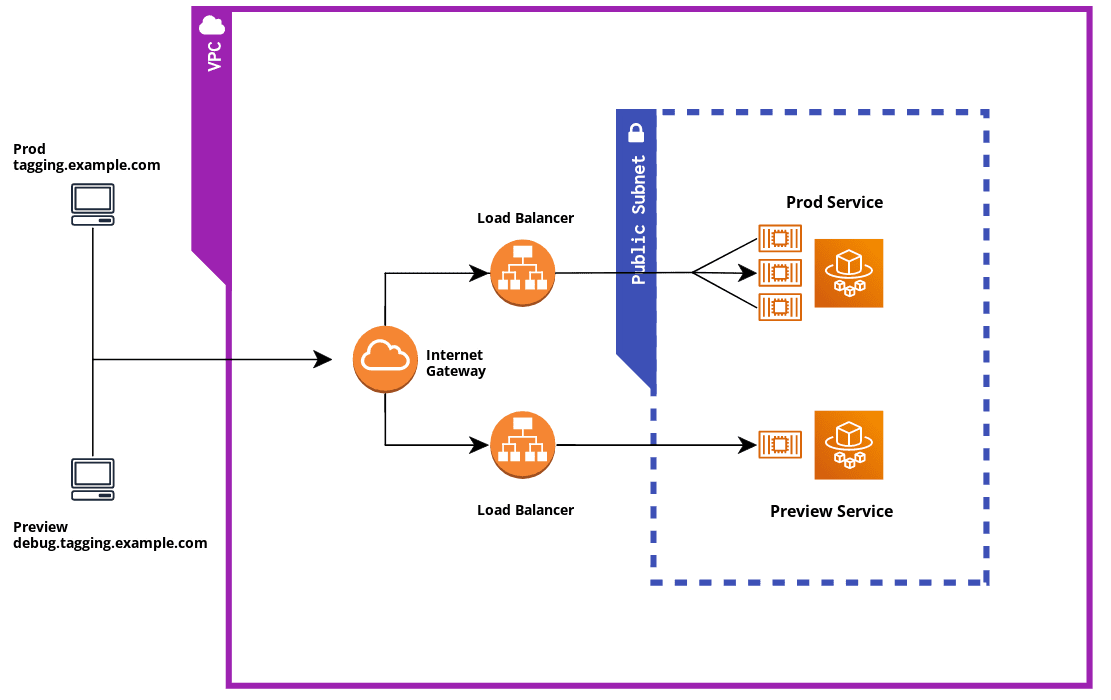 VPC
Prod
tagging.example.com
Public Subnet
Prod Service
Load Balancer
Internet
Gateway
Load Balancer
Preview Service
Preview
debug.tagging.example.com